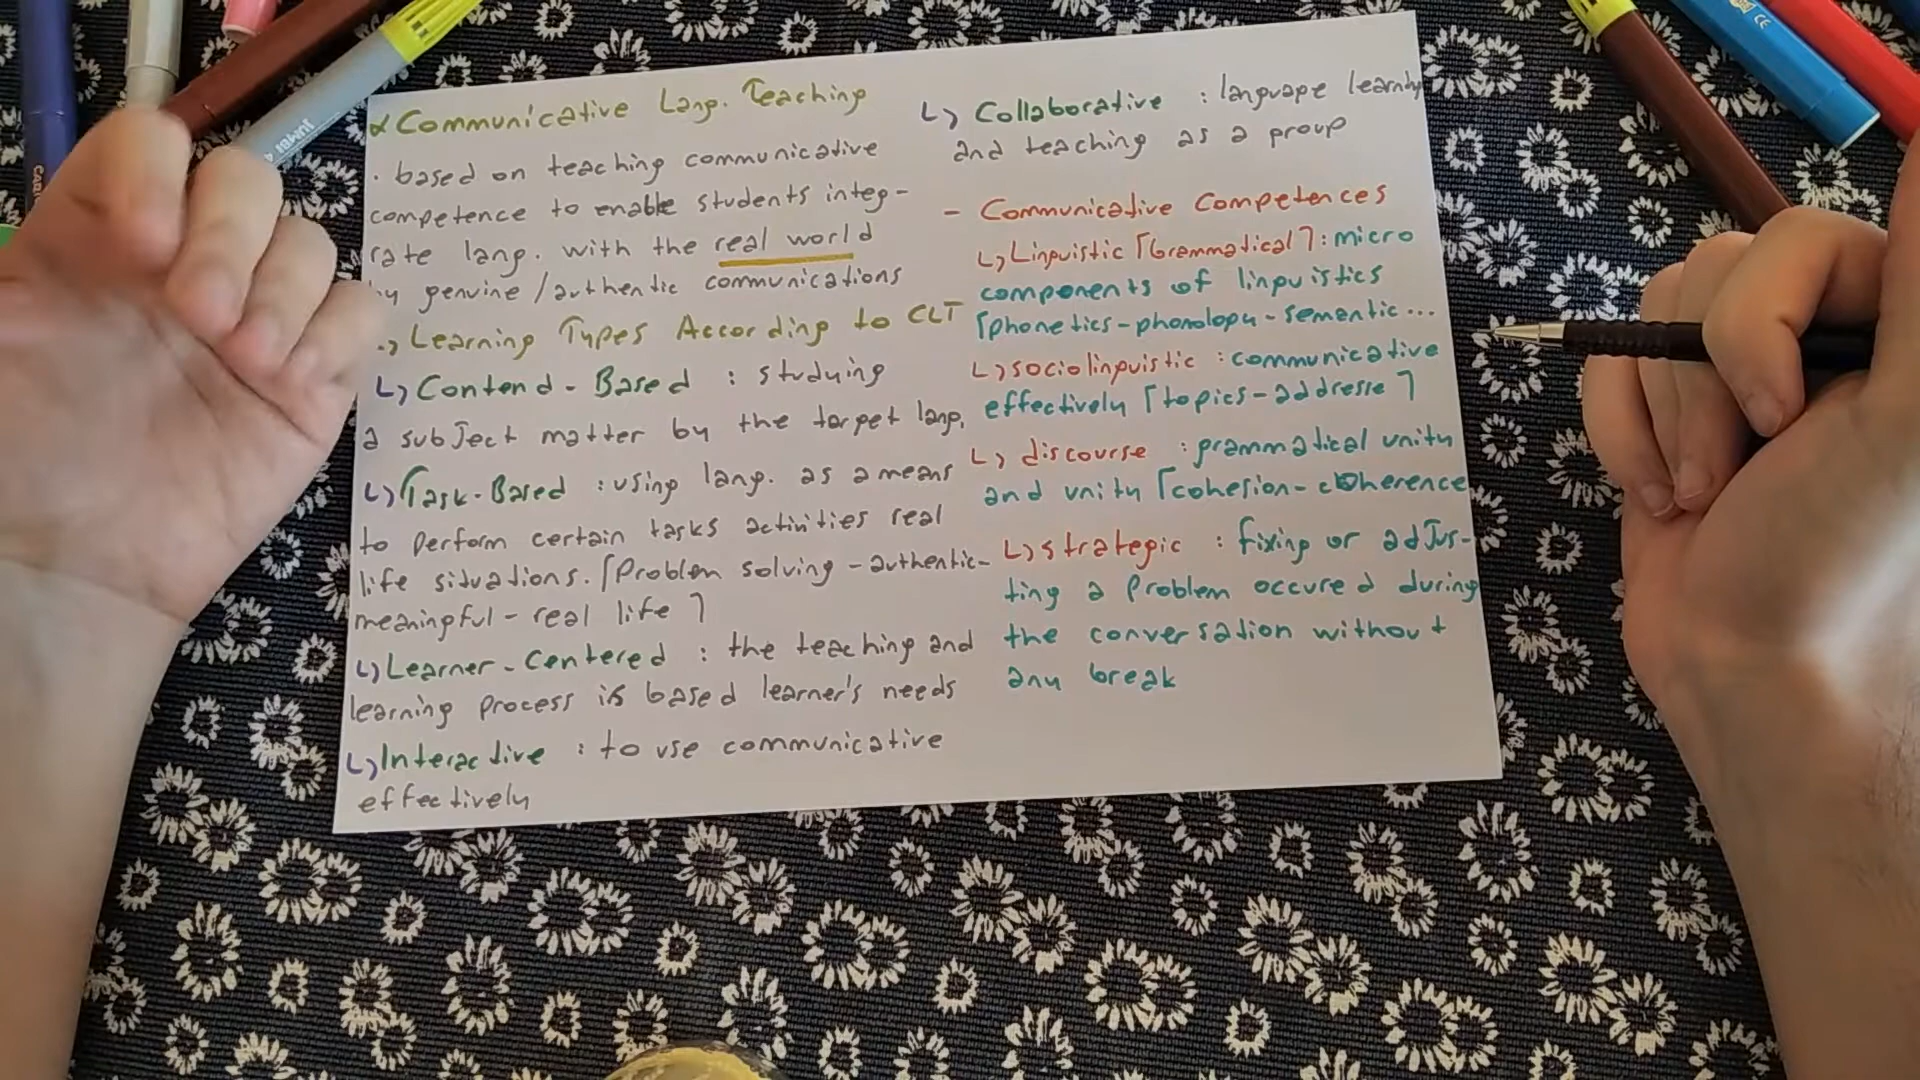 Communicative Lang. Teaching
. based on teaching communicative
competence to enable students integ-
rate lang. with the real world
by genuine / authentic communications
., Learning Types According to CLT
Contend - Based : studying
a subject matter by the target lang.
Task-Based : using lang. as a means
to perform certain tasks activities real
life situations. [Problem solving - authentic-
meaningful - real life]
Learner - Centered : the teaching and
learning process is based learner's needs
Interactive : to use communicative
effectively
Collaborative : language learning
and teaching as a group
- Communicative Competences
Linguistic [Grammatical] : micro
components of linguistics
[phonetics - phonology - semantic ...
sociolinguistic : communicative
effectively [topics - addresse]
discourse : grammatical unity
and unity [cohesion - coherence
strategic : fixing or adjus-
ting a problem occured during
the conversation without
any break
CE